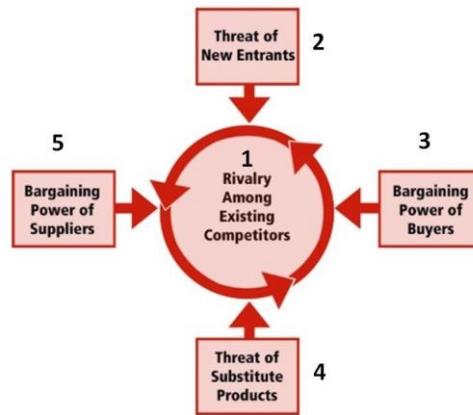 2
Threat of
New Entrants
5
3
1
Rivalry
Among
Existing
Competitors
Bargaining
Power of
Suppliers
Bargaining
Power of
Buyers
Threat of
Substitute
Products
4